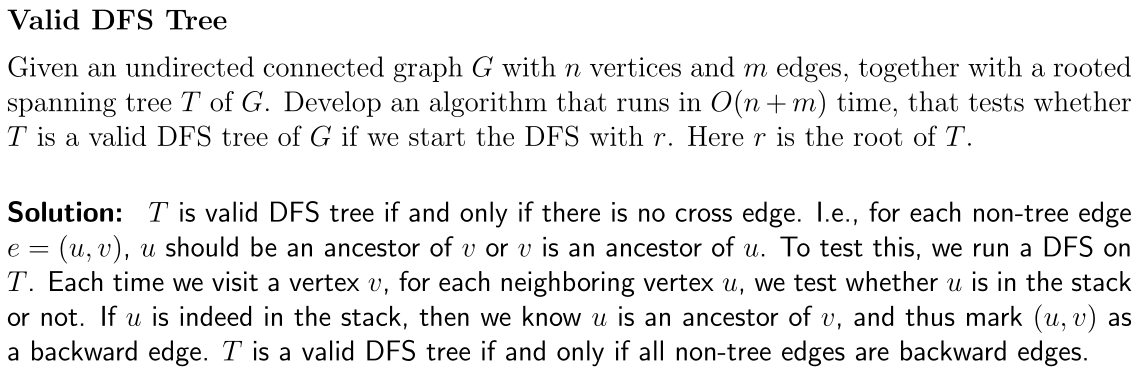 Valid DFS Tree
Given an undirected connected graph G with n vertices and m edges, together with a rooted
spanning tree T of G. Develop an algorithm that runs in O(n + m) time, that tests whether
T is a valid DFS tree of G if we start the DFS with r. Here r is the root of T.
Solution: T is valid DFS tree if and only if there is no cross edge. I.e., for each non-tree edge
e = (u, v), u should be an ancestor of v or v is an ancestor of u. To test this, we run a DFS on
T. Each time we visit a vertex v, for each neighboring vertex u, we test whether u is in the stack
or not. If u is indeed in the stack, then we know u is an ancestor of v, and thus mark (u, v) as
a backward edge. T is a valid DFS tree if and only if all non-tree edges are backward edges.